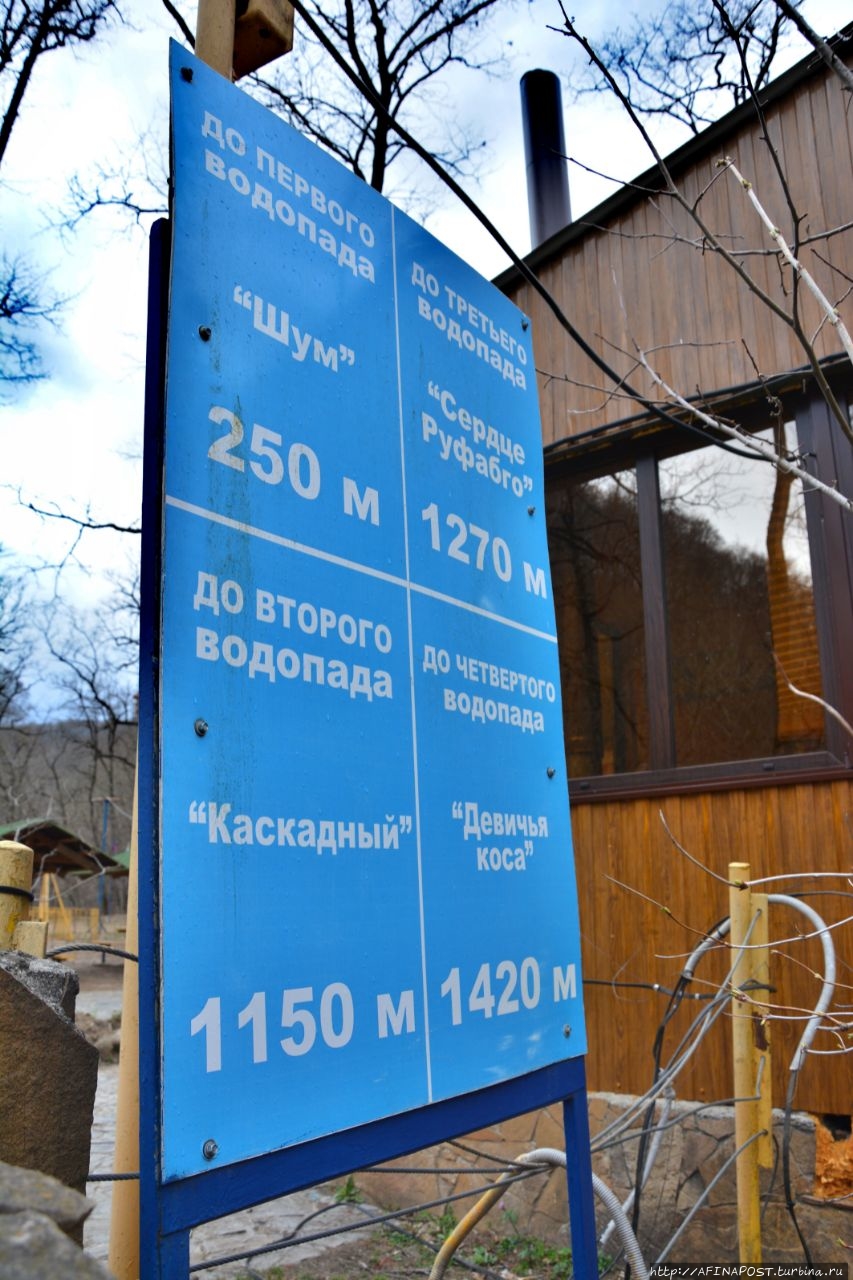 ДО ПЕРВОГО
ВОДОПАДА
“Шум”
250 м
ДО ТРЕТЬЕГО
ВОДОПАДА
“Сердце
Руфабго”
1270 м
ДО ВТОРОГО
ВОДОПАДА
“Каскадный”
1150 м
ДО ЧЕТВЕРТОГО
ВОДОПАДА
“Девичья
коса”
1420 м
http://AFINAPOST.turbina.ru